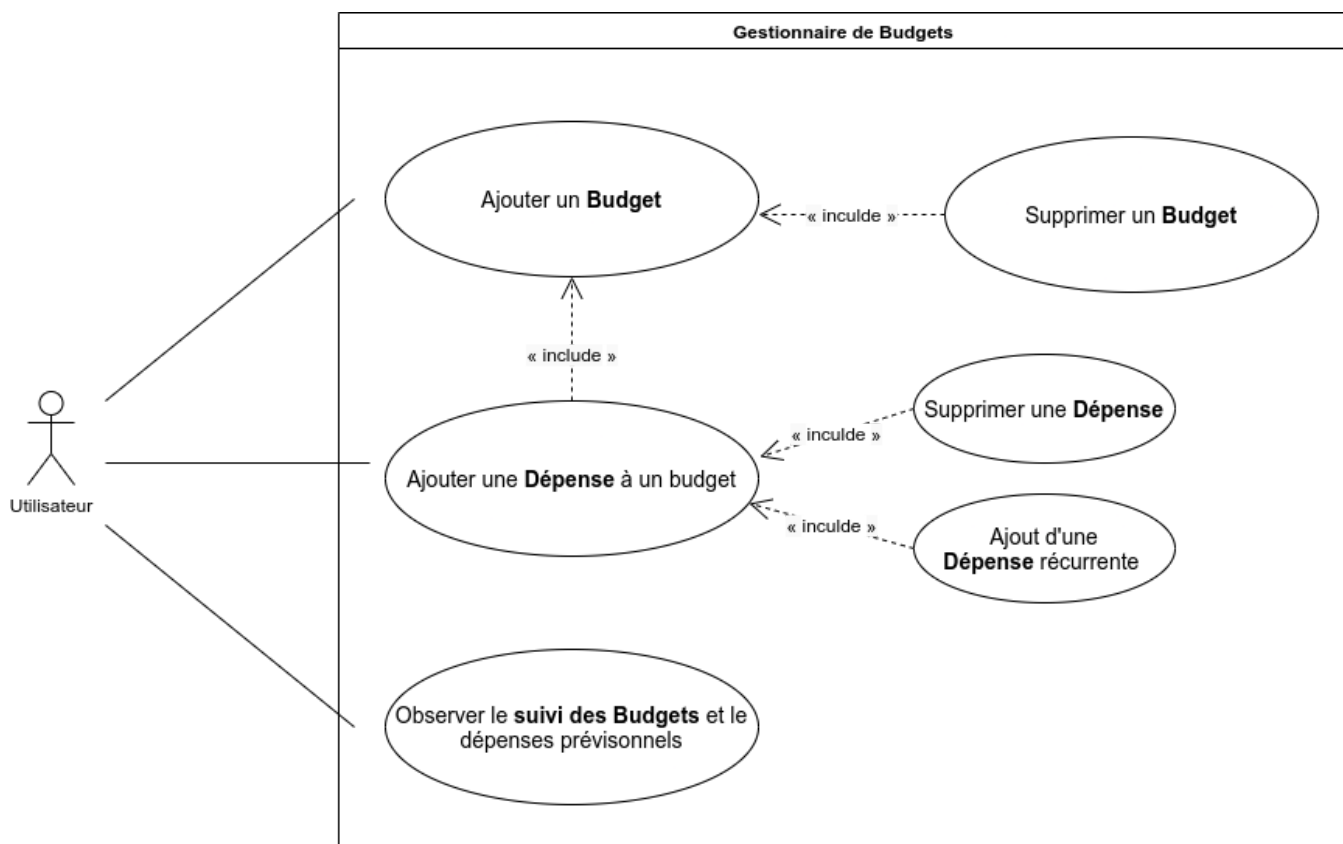 Gestionnaire de Budgets
Ajouter un Budget
« inculde »
Supprimer un Budget
« include »
Supprimer une Dépense
« inculde »
Ajouter une Dépense à un budget
Utilisateur
« inculde »
Ajout d'une
Dépense récurrente
Observer le suivi des Budgets et le
dépenses prévisonnels